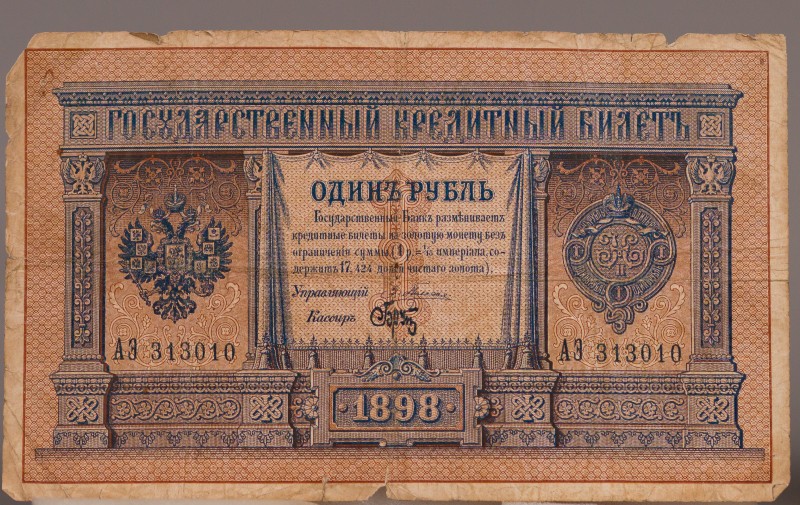 ГОСУДАРСТВЕННЫЙ КРЕДИТНЫЙ БИЛЕТЪ
ОДИНЪ РУБЛЬ
Государственный Банкъ размѣниваетъ
кредитные билеты на золотую монету безъ
ограниченія суммы (1 р. = 1/15 имперіала, со-
держитъ 17,424 долей чистаго золота).
Управляющій
Кассиръ
АЭ 313010
АЭ 313010
1898